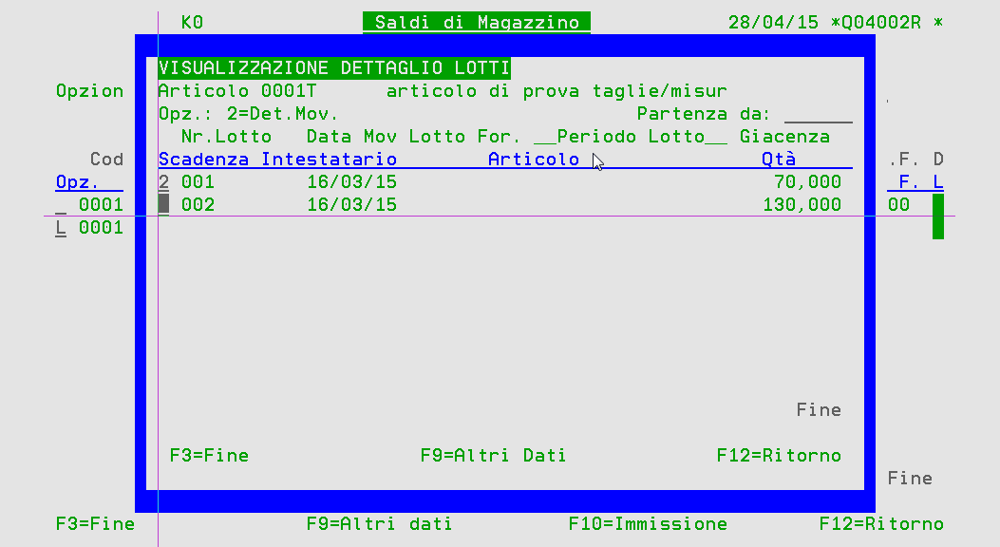 K0 Saldi di Magazzino 28/04/15 *Q04002R *
VISUALIZZAZIONE DETTAGLIO LOTTI
Opzion Articolo 0001T articolo di prova taglie/misur
Opz.: 2=Det.Mov. Partenza da: ______
Nr.Lotto Data Mov Lotto For. __Periodo Lotto__ Giacenza
Cod Scadenza Intestatario Articolo Qtà .F. D
Opz. 2 001 16/03/15 70,000 F. L
_ 0001 002 16/03/15 130,000 00
L 0001
Fine
F3=Fine F9=Altri Dati F12=Ritorno
Fine
F3=Fine F9=Altri dati F10=Immissione F12=Ritorno